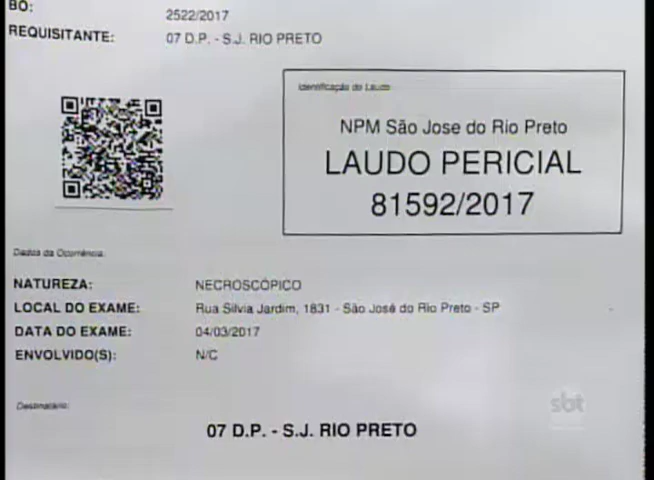 BO: 2522/2017
REQUISITANTE: 07 D.P. - S.J. RIO PRETO
Identificação do Laudo
NPM São Jose do Rio Preto
LAUDO PERICIAL
81592/2017
Dados da Ocorrência:
NATUREZA: NECROSCÓPICO
LOCAL DO EXAME: Rua Silvia Jardim, 1831 - São José do Rio Preto - SP
DATA DO EXAME: 04/03/2017
ENVOLVIDO(S): N/C
Destinatário:
sbt
07 D.P. - S.J. RIO PRETO